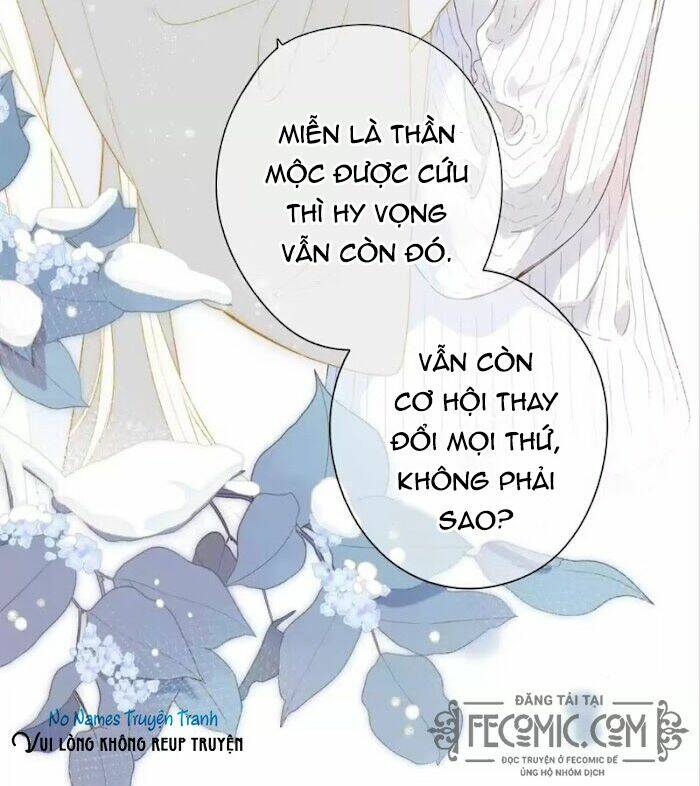 MIỄN LÀ THẦN
MỘC ĐƯỢC CỨU
THÌ HY VỌNG
VẪN CÒN ĐÓ.
VẪN CÒN
CƠ HỘI THAY
ĐỔI MỌI THỨ,
KHÔNG PHẢI
SAO?
No Names Truyện Tranh
VUI LÒNG KHÔNG REUP TRUYỆN
ĐĂNG TẢI TẠI
FECOMIC.COM
ĐỌC TRUYỆN Ở FECOMIC ĐỂ
ỦNG HỘ NHÓM DỊCH